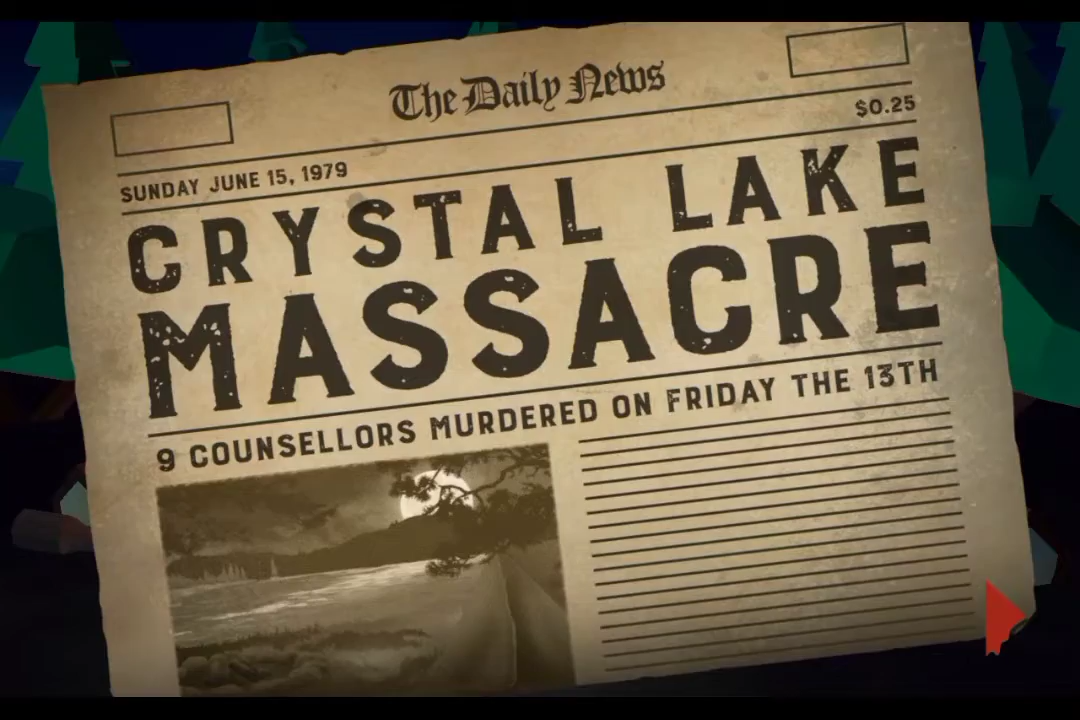 The Daily News
$0.25
SUNDAY JUNE 15, 1979
CRYSTAL LAKE
MASSACRE
9 COUNSELLORS MURDERED ON FRIDAY THE 13TH